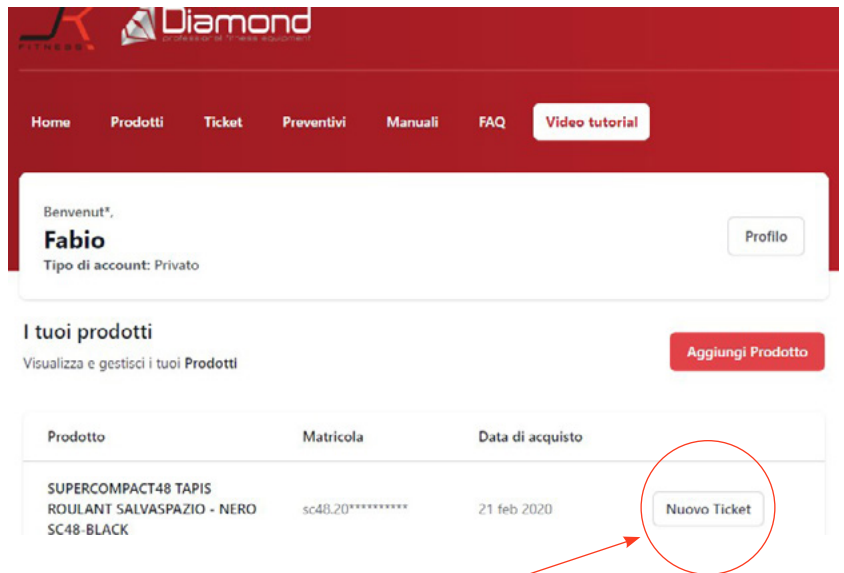 JK
FITNESS
Diamond
professional fitness equipment
Home Prodotti Ticket Preventivi Manuali FAQ Video tutorial
Benvenut*,
Fabio
Tipo di account: Privato
Profilo
I tuoi prodotti
Visualizza e gestisci i tuoi Prodotti
Aggiungi Prodotto
Prodotto Matricola Data di acquisto
SUPERCOMPACT48 TAPIS
ROULANT SALVASPAZIO - NERO
SC48-BLACK
sc48.20**********
21 feb 2020
Nuovo Ticket